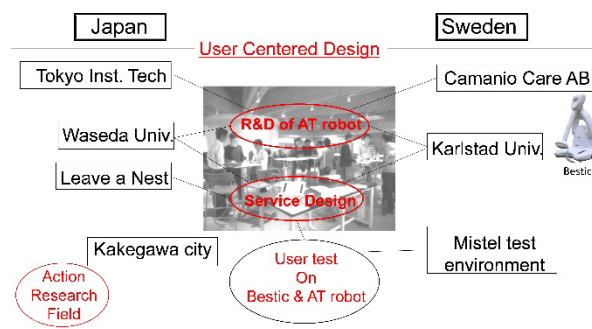 Japan
Sweden
User Centered Design
Tokyo Inst. Tech
Camanio Care AB
R&D of AT robot
Waseda Univ.
Karlstad Univ.
Bestic
Leave a Nest
Service Design
Kakegawa city
User test
On
Bestic & AT robot
Mistel test
environment
Action
Research
Field